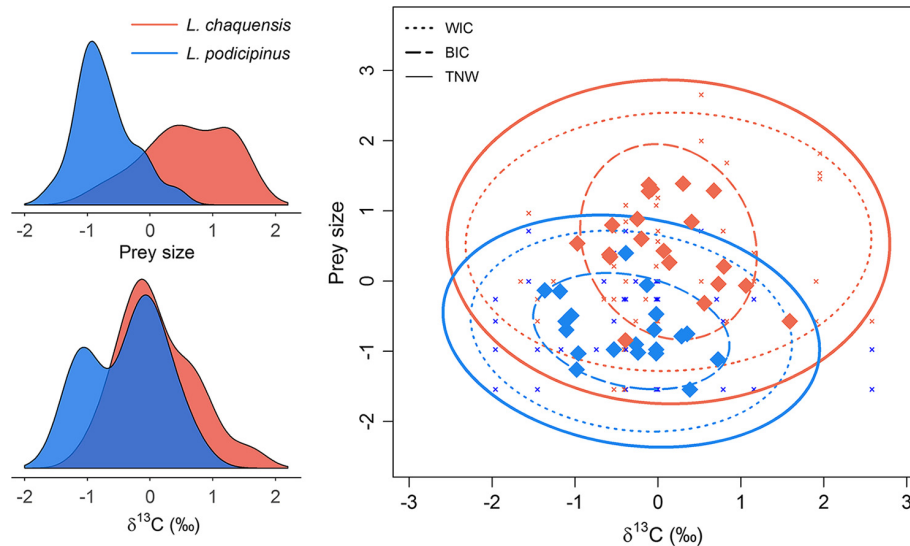 L. chaquensis
L. podicipinus
-2 -1 0 1 2
Prey size
-2 -1 0 1 2
δ13C (‰)
WIC
BIC
TNW
Prey size
3
2
1
0
-1
-2
-3 -2 -1 0 1 2 3
δ13C (‰)